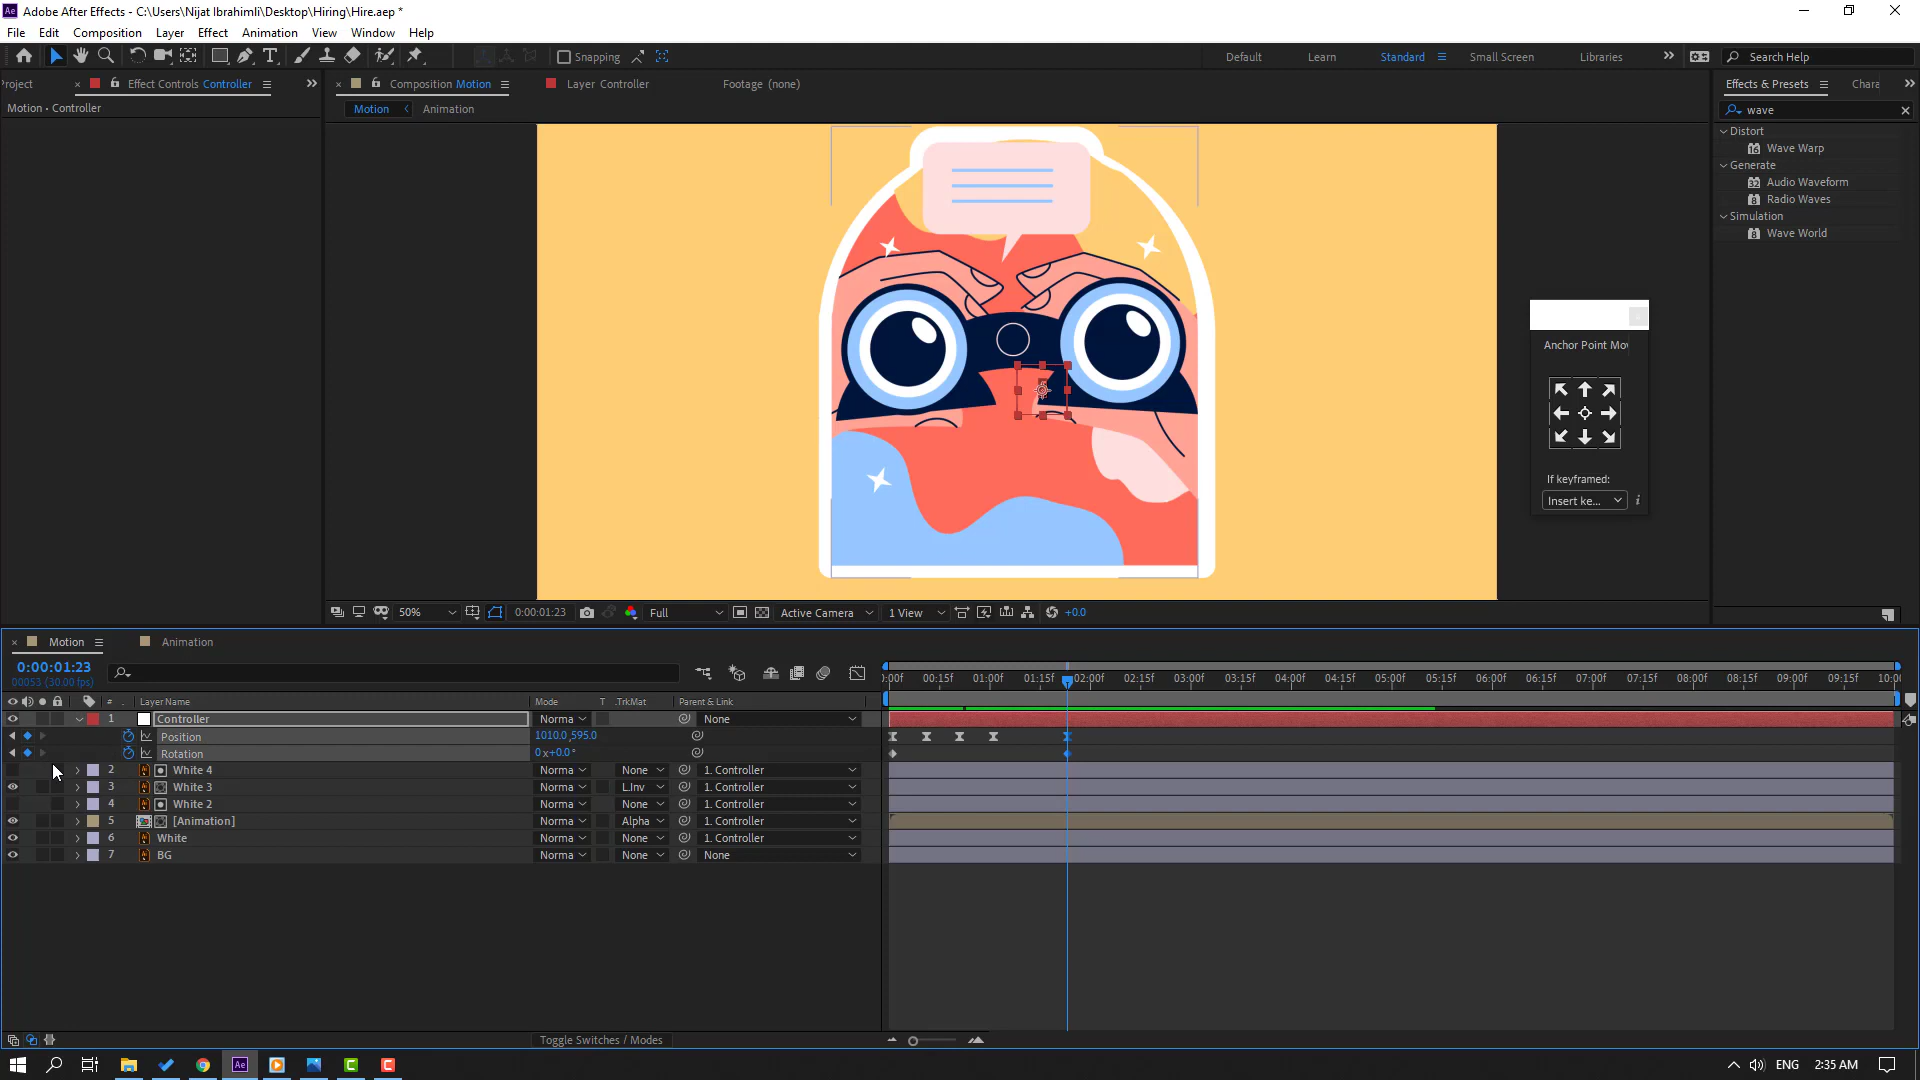 Adobe After Effects - C:\Users\Nijat Ibrahimli\Desktop\Hiring\Hire.aep *
File Edit Composition Layer Effect Animation View Window Help
Snapping Default Learn Standard Small Screen Libraries Search Help
Project Effect Controls Controller Composition Motion Layer Controller Footage (none) Effects & Presets Chara
Motion • Controller
Motion Animation
wave
Distort
Wave Warp
Generate
Audio Waveform
Radio Waves
Simulation
Wave World
Anchor Point Mov
If keyframed:
Insert ke...
50% 0:00:01:23 Full Active Camera 1 View +0.0
Motion Animation
0:00:01:23
00053 (30.00 fps)
:00f 00:15f 01:00f 01:15f 02:00f 02:15f 03:00f 03:15f 04:00f 04:15f 05:00f 05:15f 06:00f 06:15f 07:00f 07:15f 08:00f 08:15f 09:00f 09:15f 10:00
# Layer Name Mode T .TrkMat Parent & Link
1 Controller Norma None
Position 1010.0,595.0
Rotation 0x+0.0°
2 White 4 Norma None 1. Controller
3 White 3 Norma L.Inv 1. Controller
4 White 2 Norma None 1. Controller
5 [Animation] Norma Alpha 1. Controller
6 White Norma None 1. Controller
7 BG Norma None None
Toggle Switches / Modes
ENG 2:35 AM